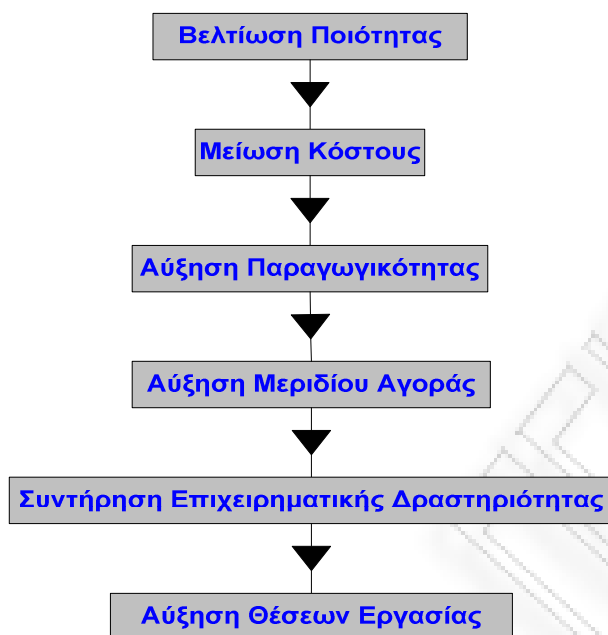 Βελτίωση Ποιότητας
Μείωση Κόστους
Αύξηση Παραγωγικότητας
Αύξηση Μεριδίου Αγοράς
Συντήρηση Επιχειρηματικής Δραστηριότητας
Αύξηση Θέσεων Εργασίας